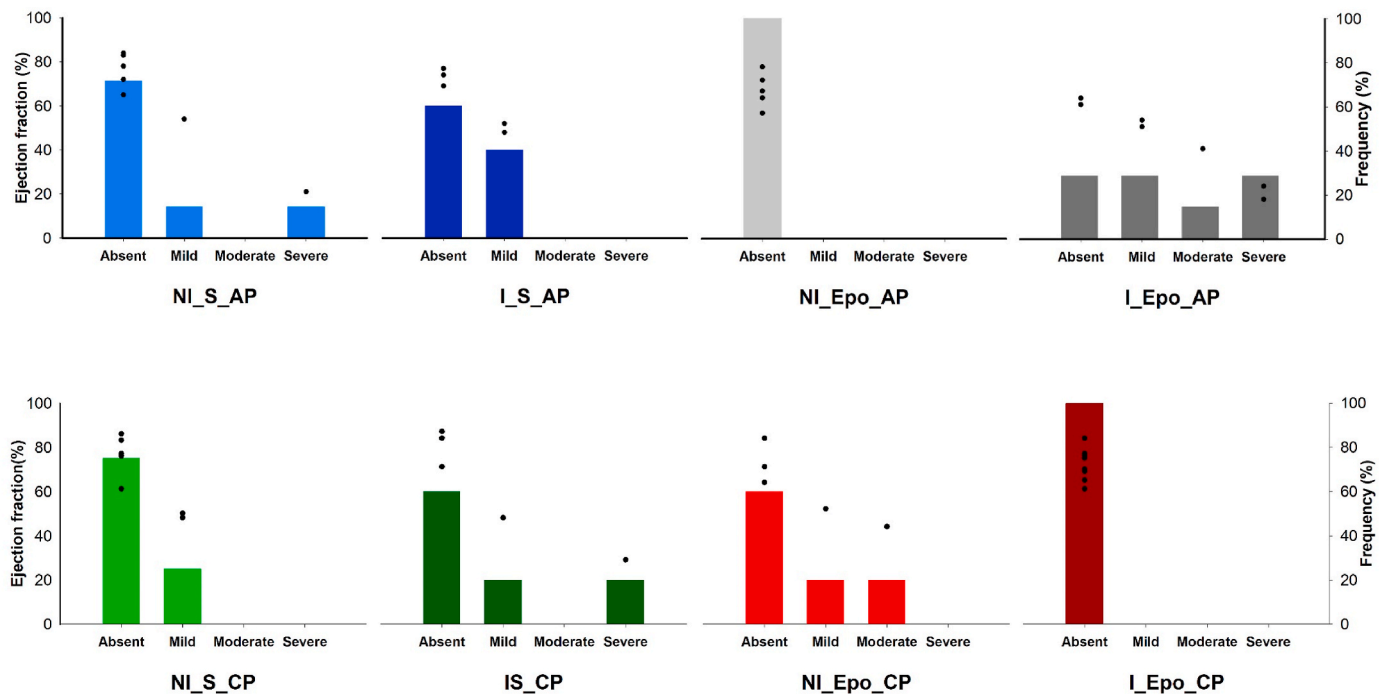 Ejection fraction (%)
100
80
60
40
20
0
Absent Mild Moderate Severe
NI_S_AP
Absent Mild Moderate Severe
I_S_AP
Absent Mild Moderate Severe
NI_Epo_AP
Absent Mild Moderate Severe
I_Epo_AP
100
80
60
40
20
0
Frequency (%)
Ejection fraction(%)
100
80
60
40
20
0
Absent Mild Moderate Severe
NI_S_CP
Absent Mild Moderate Severe
IS_CP
Absent Mild Moderate Severe
NI_Epo_CP
Absent Mild Moderate Severe
I_Epo_CP
100
80
60
40
20
0
Frequency (%)